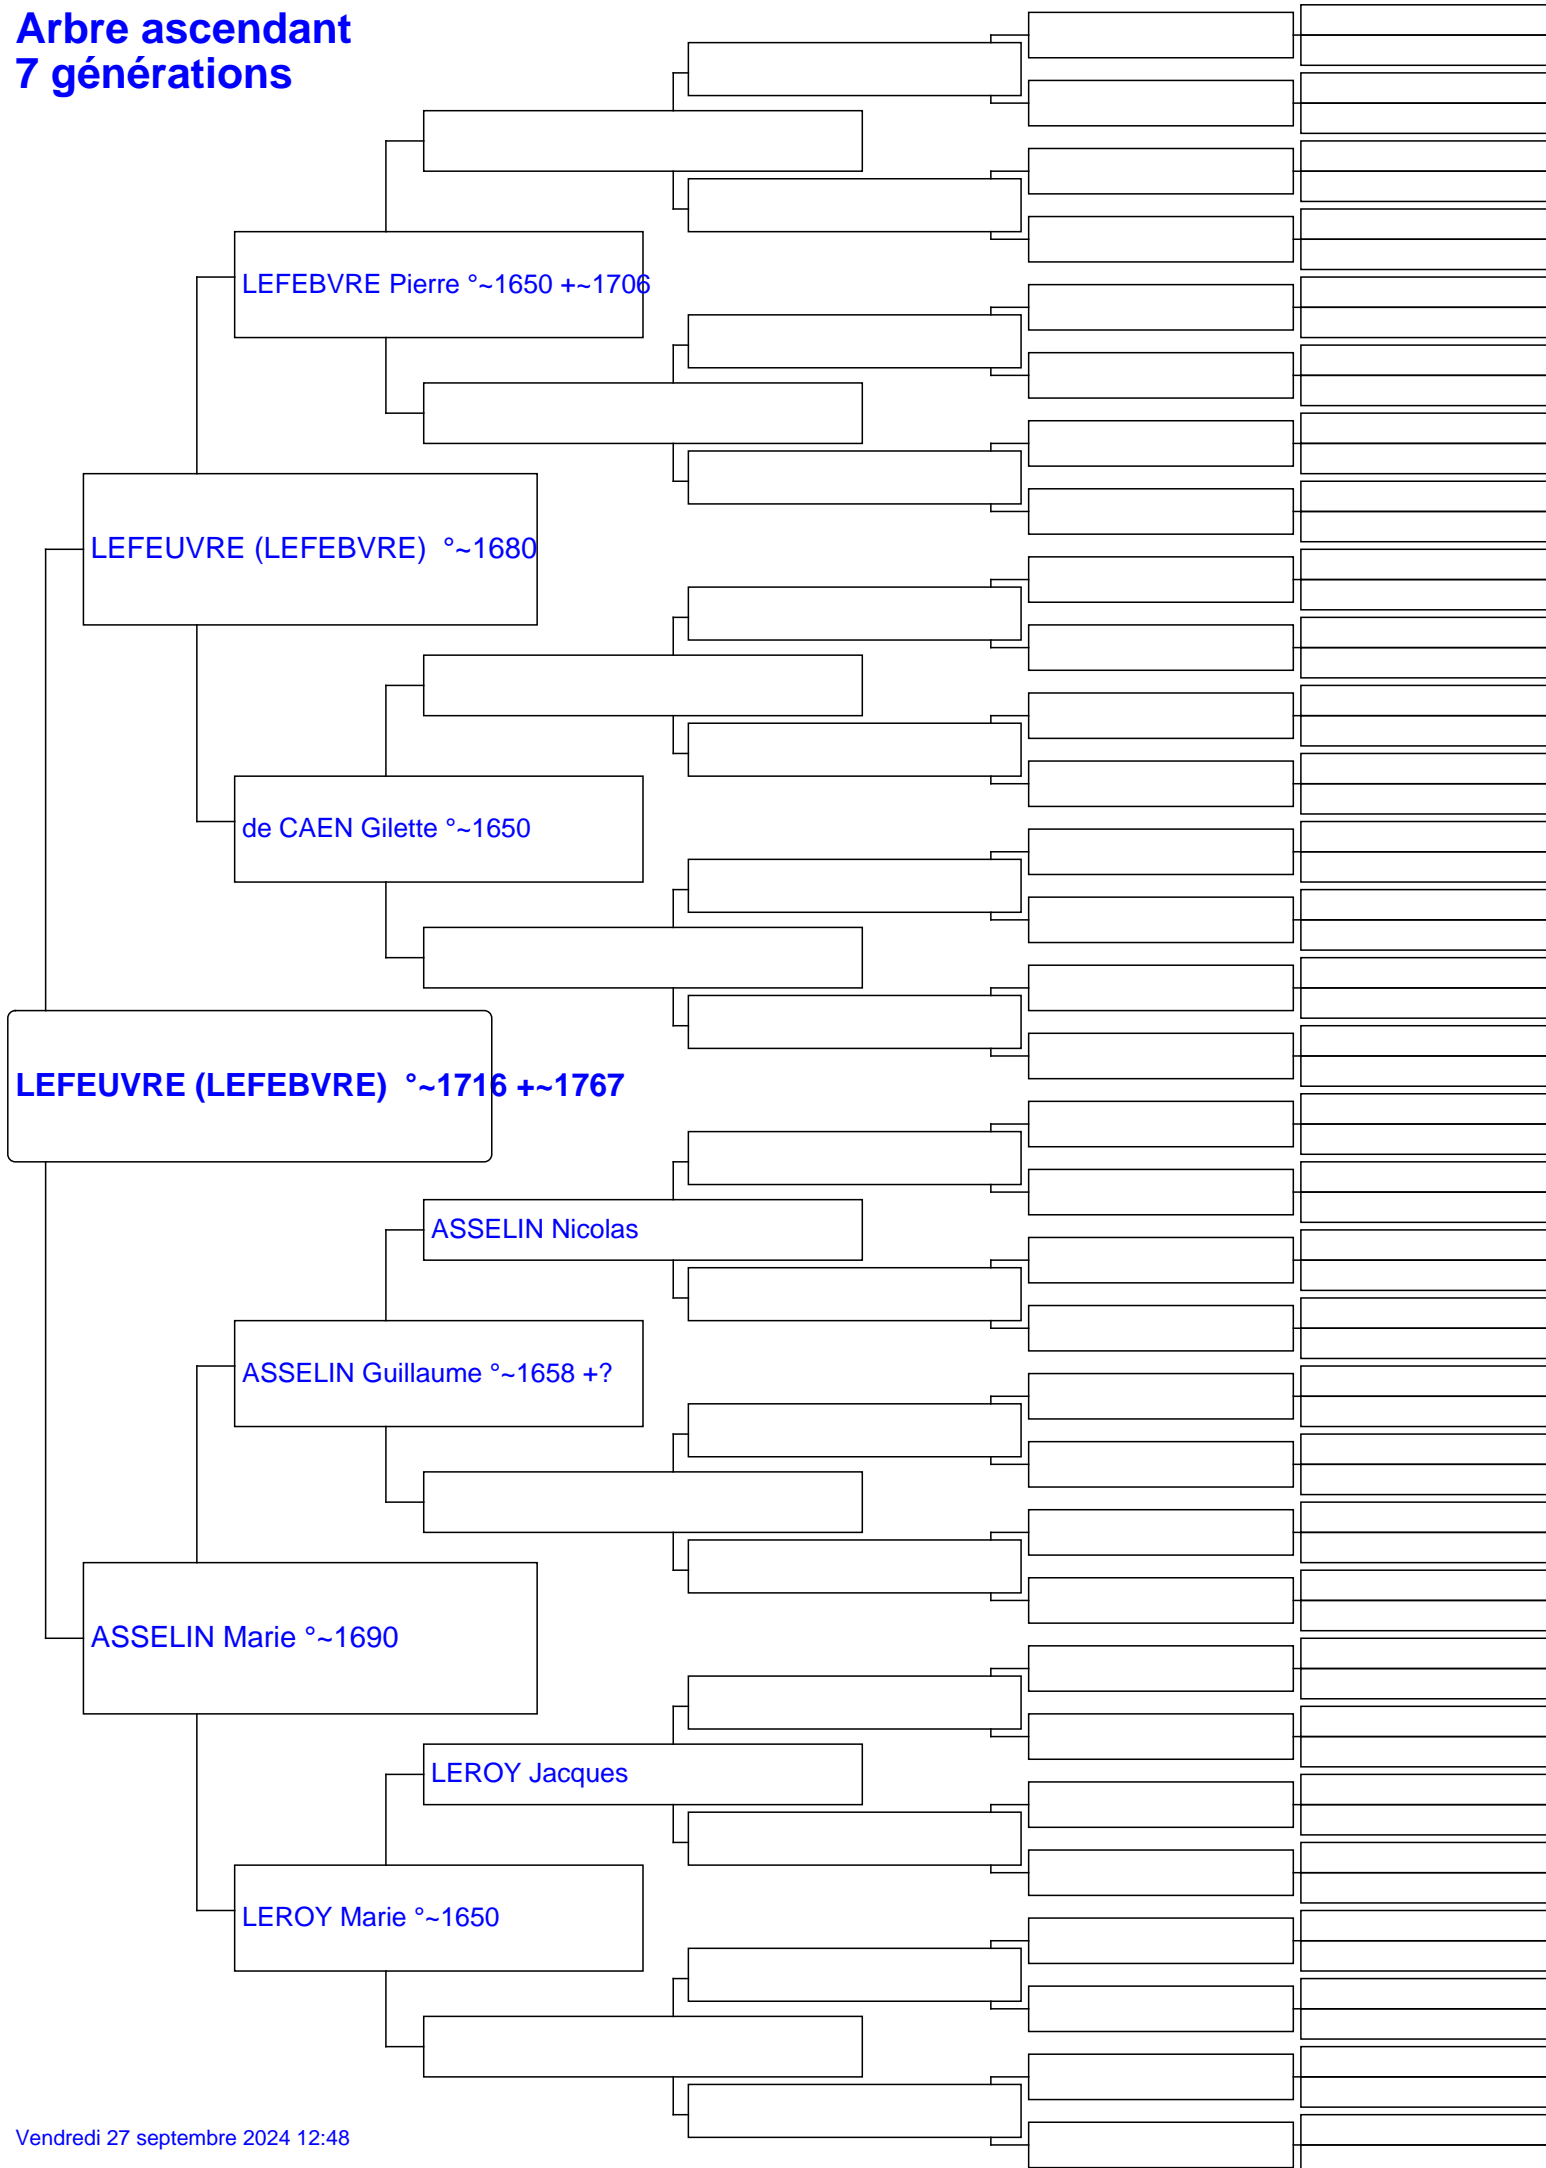 Arbre ascendant
7 générations
LEFEBVRE Pierre °~1650 +~1706
LEFEUVRE (LEFEBVRE)  °~1680
de CAEN Gilette °~1650
LEFEUVRE (LEFEBVRE)  °~1716 +~1767
ASSELIN Nicolas
ASSELIN Guillaume °~1658 +?
ASSELIN Marie °~1690
LEROY Jacques
LEROY Marie °~1650
Vendredi 27 septembre 2024 12:48